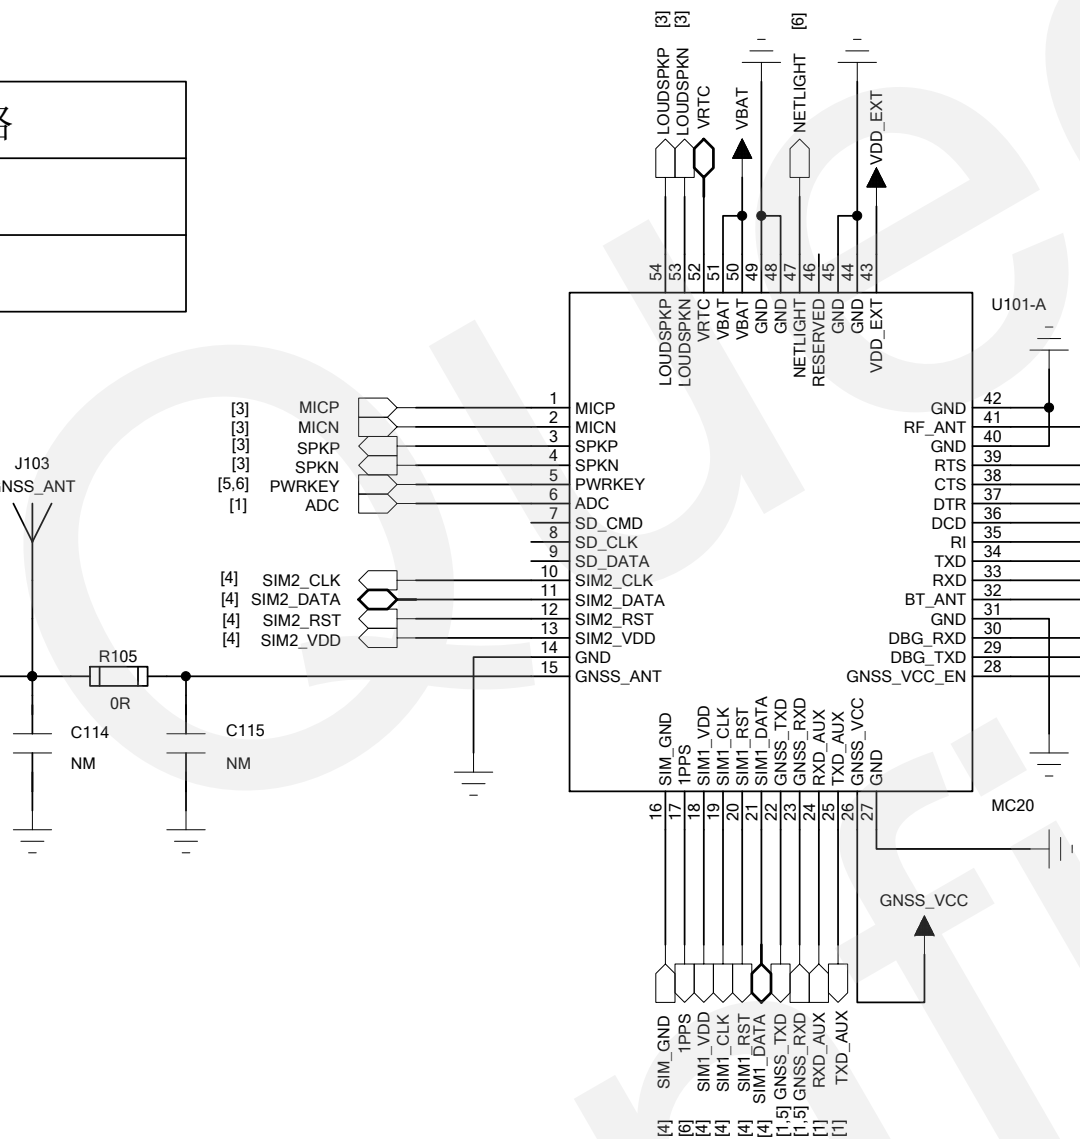 [3] [3] [6]
LOUDSPKP
LOUDSPKN
VRTC
VBAT
NETLIGHT
VDD_EXT
路
54 53 52 51 50 49 48 47 46 45 44 43
LOUDSPKP
LOUDSPKN
VRTC
VBAT
VBAT
GND
GND
NETLIGHT
RESERVED
GND
GND
VDD_EXT
U101-A
[3] MICP 1 MICP
[3] MICN 2 MICN
[3] SPKP 3 SPKP
[3] SPKN 4 SPKN
[5,6] PWRKEY 5 PWRKEY
[1] ADC 6 ADC
7 SD_CMD
8 SD_CLK
9 SD_DATA
[4] SIM2_CLK 10 SIM2_CLK
[4] SIM2_DATA 11 SIM2_DATA
[4] SIM2_RST 12 SIM2_RST
[4] SIM2_VDD 13 SIM2_VDD
14 GND
15 GNSS_ANT
GND 42
RF_ANT 41
GND 40
RTS 39
CTS 38
DTR 37
DCD 36
RI 35
TXD 34
RXD 33
BT_ANT 32
GND 31
DBG_RXD 30
DBG_TXD 29
GNSS_VCC_EN 28
J103
NSS_ANT
R105
0R
C114
NM
C115
NM
SIM_GND
1PPS
SIM1_VDD
SIM1_CLK
SIM1_RST
SIM1_DATA
GNSS_TXD
GNSS_RXD
RXD_AUX
TXD_AUX
GNSS_VCC
GND
16 17 18 19 20 21 22 23 24 25 26 27
MC20
GNSS_VCC
[4] SIM_GND
[6] 1PPS
[4] SIM1_VDD
[4] SIM1_CLK
[4] SIM1_RST
[4] SIM1_DATA
[1,5] GNSS_TXD
[1,5] GNSS_RXD
[1] RXD_AUX
[1] TXD_AUX